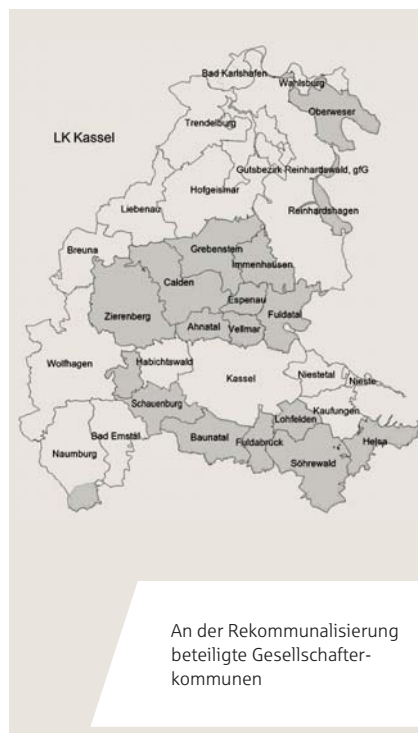 Bad Karlshafen
Wahlsburg
Oberweser
LK Kassel
Trendelburg
Gutsbezirk Reinhardswald, gfG
Hofgeismar
Liebenau
Reinhardshagen
Breuna
Grebenstein
Immenhausen
Calden
Espenau
Zierenberg
Fuldatal
Ahnatal
Vellmar
Wolfhagen
Habichtswald
Kassel
Niestetal
Nieste
Schauenburg
Kaufungen
Lohfelden
Bad Emstal
Baunatal
Fuldabrück
Helsa
Naumburg
Söhrewald
An der Rekommunalisierung
beteiligte Gesellschafter-
kommunen